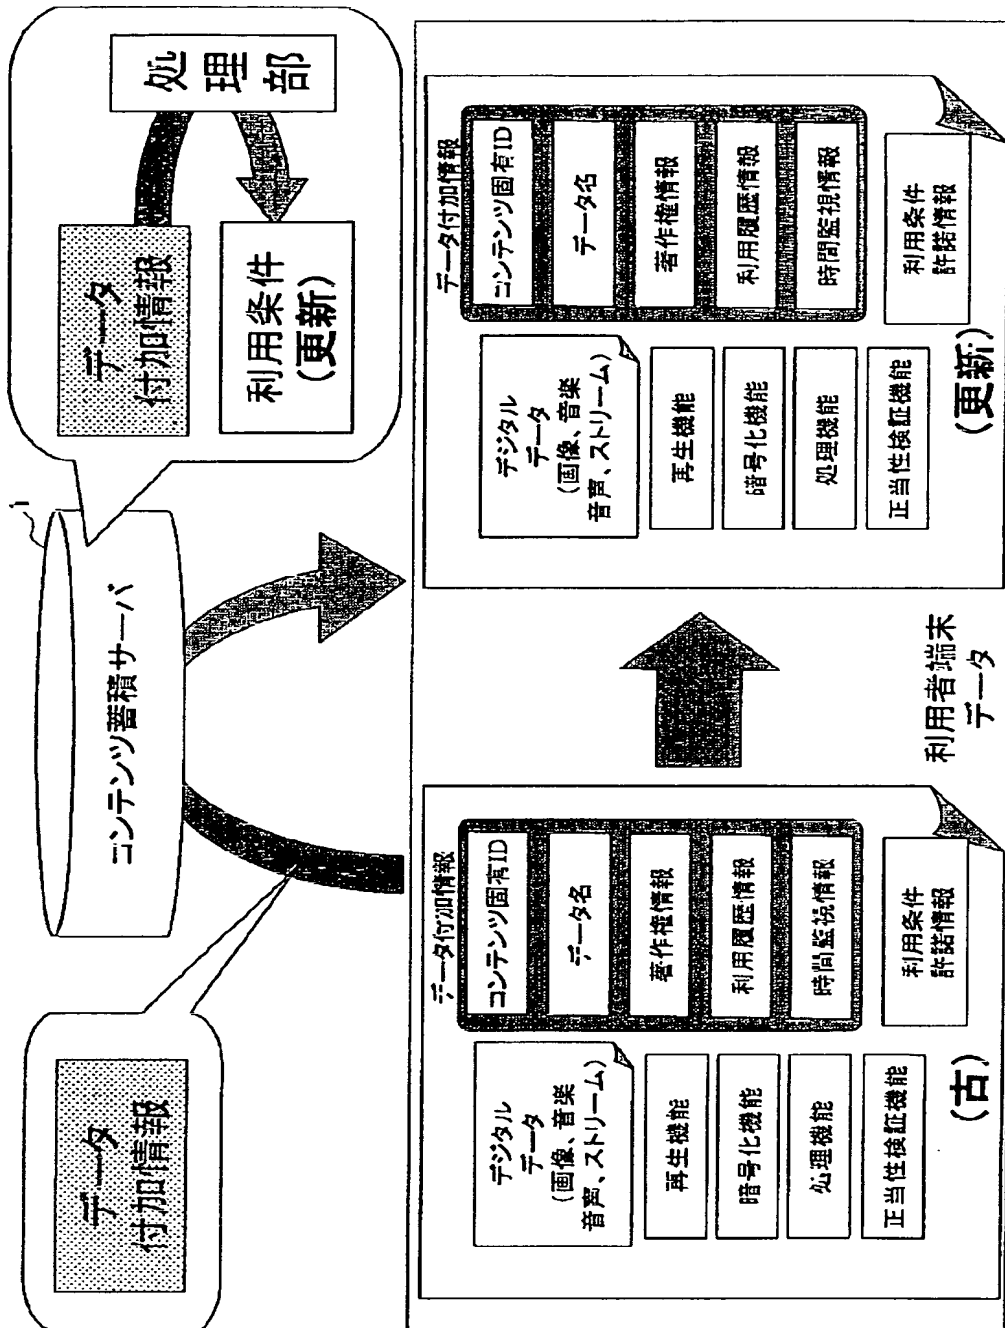 データ
付加情報
コンテンツ蓄積サーバ
データ
付加情報
処理部
利用条件
(更新)
データ付加情報
コンテンツ固有ID
データ名
著作権情報
利用履歴情報
時間監視情報
利用条件
許諾情報
デジタル
データ
(画像、音楽
音声、ストリーム)
再生機能
暗号化機能
処理機能
正当性検証機能
(古)
利用者端末
データ
データ付加情報
コンテンツ固有ID
データ名
著作権情報
利用履歴情報
時間監視情報
利用条件
許諾情報
デジタル
データ
(画像、音楽
音声、ストリーム)
再生機能
暗号化機能
処理機能
正当性検証機能
(更新)